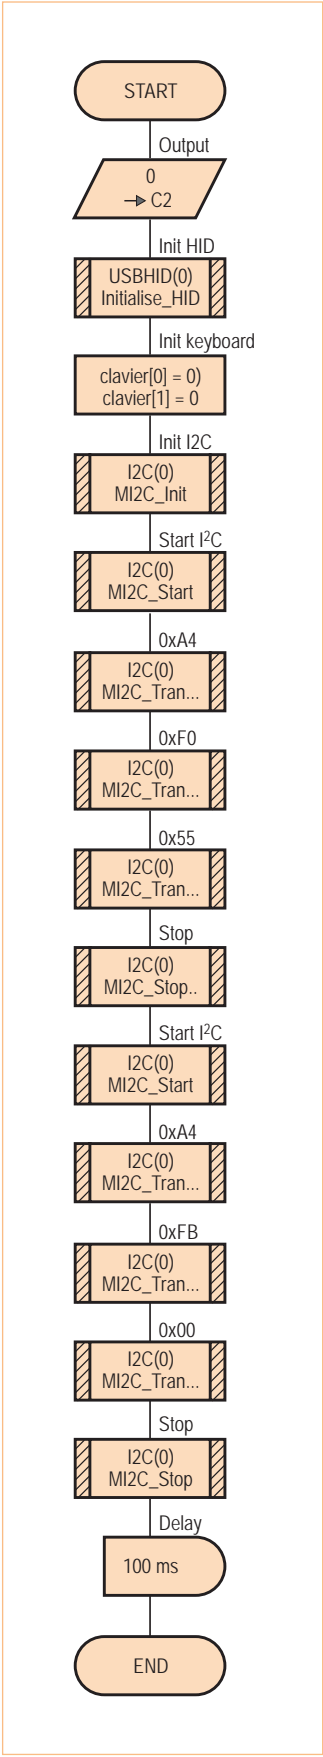 START
Output
0
→ C2
Init HID
USBHID(0)
Initialise_HID
Init keyboard
clavier[0] = 0)
clavier[1] = 0
Init I2C
I2C(0)
MI2C_Init
Start I²C
I2C(0)
MI2C_Start
0xA4
I2C(0)
MI2C_Tran...
0xF0
I2C(0)
MI2C_Tran...
0x55
I2C(0)
MI2C_Tran...
Stop
I2C(0)
MI2C_Stop..
Start I²C
I2C(0)
MI2C_Start
0xA4
I2C(0)
MI2C_Tran...
0xFB
I2C(0)
MI2C_Tran...
0x00
I2C(0)
MI2C_Tran...
Stop
I2C(0)
MI2C_Stop
Delay
100 ms
END